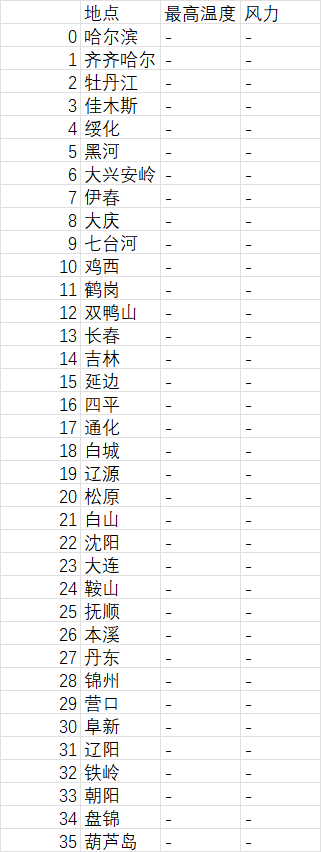 地点 最高温度 风力
0 哈尔滨 - -
1 齐齐哈尔 - -
2 牡丹江 - -
3 佳木斯 - -
4 绥化 - -
5 黑河 - -
6 大兴安岭 - -
7 伊春 - -
8 大庆 - -
9 七台河 - -
10 鸡西 - -
11 鹤岗 - -
12 双鸭山 - -
13 长春 - -
14 吉林 - -
15 延边 - -
16 四平 - -
17 通化 - -
18 白城 - -
19 辽源 - -
20 松原 - -
21 白山 - -
22 沈阳 - -
23 大连 - -
24 鞍山 - -
25 抚顺 - -
26 本溪 - -
27 丹东 - -
28 锦州 - -
29 营口 - -
30 阜新 - -
31 辽阳 - -
32 铁岭 - -
33 朝阳 - -
34 盘锦 - -
35 葫芦岛 - -